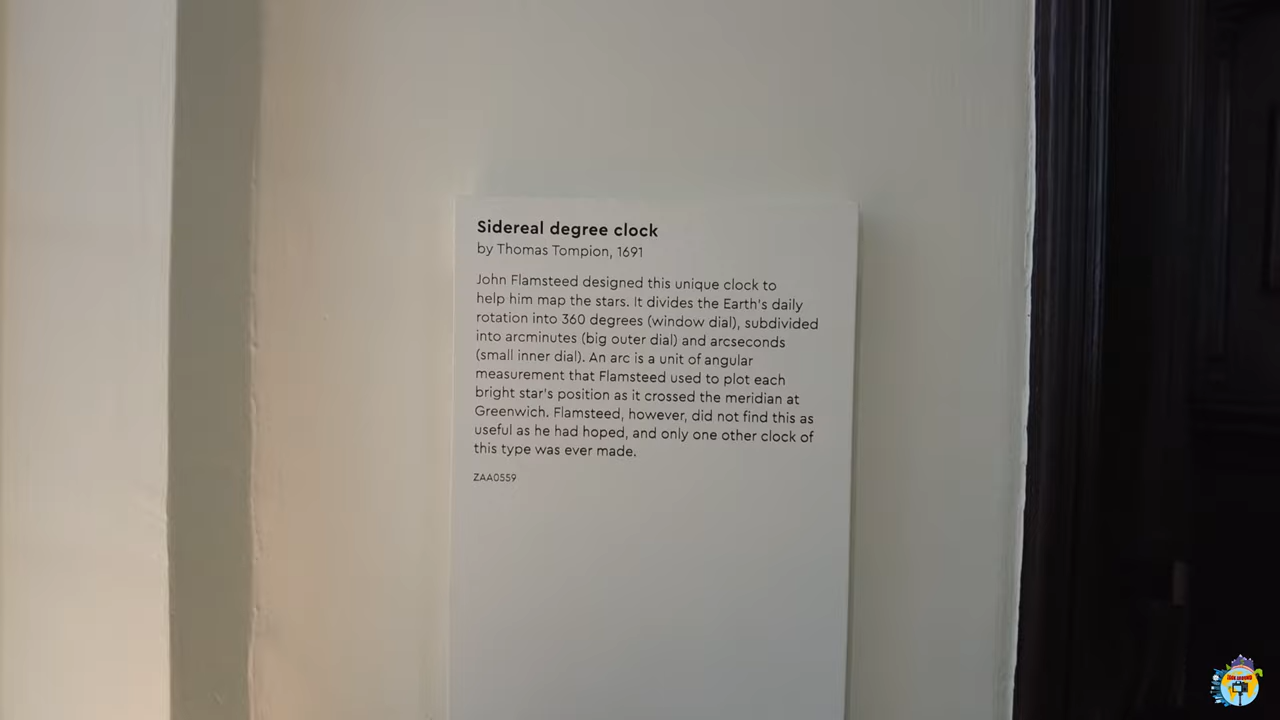 Sidereal degree clock
by Thomas Tompion, 1691
John Flamsteed designed this unique clock to
help him map the stars. It divides the Earth's daily
rotation into 360 degrees (window dial), subdivided
into arcminutes (big outer dial) and arcseconds
(small inner dial). An arc is a unit of angular
measurement that Flamsteed used to plot each
bright star's position as it crossed the meridian at
Greenwich. Flamsteed, however, did not find this as
useful as he had hoped, and only one other clock of
this type was ever made.
ZAA0559